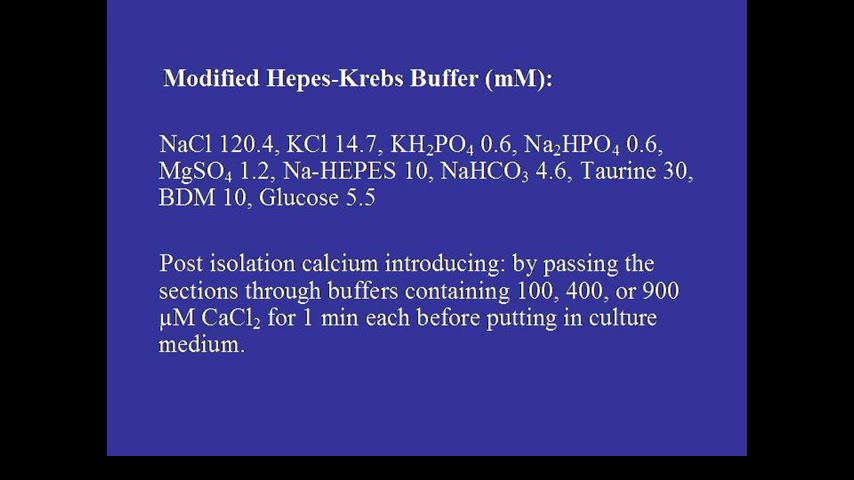 Modified Hepes-Krebs Buffer (mM):
NaCl 120.4, KCl 14.7, KH₂PO₄ 0.6, Na₂HPO₄ 0.6,
MgSO₄ 1.2, Na-HEPES 10, NaHCO₃ 4.6, Taurine 30,
BDM 10, Glucose 5.5
Post isolation calcium introducing: by passing the
sections through buffers containing 100, 400, or 900
µM CaCl₂ for 1 min each before putting in culture
medium.